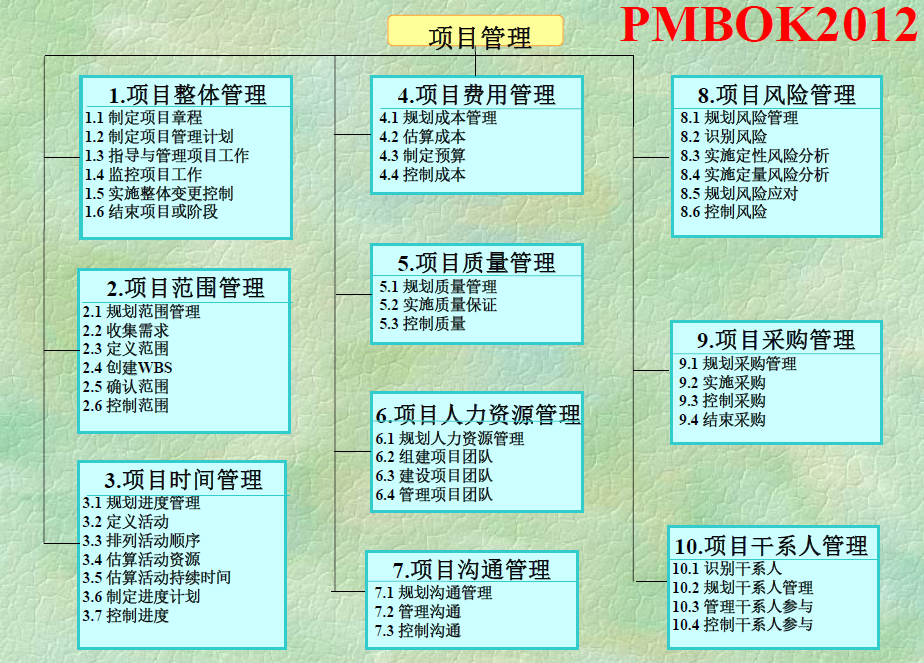 项目管理
PMBOK2012
1.项目整体管理
1.1 制定项目章程
1.2 制定项目管理计划
1.3 指导与管理项目工作
1.4 监控项目工作
1.5 实施整体变更控制
1.6 结束项目或阶段
2.项目范围管理
2.1 规划范围管理
2.2 收集需求
2.3 定义范围
2.4 创建WBS
2.5 确认范围
2.6 控制范围
3.项目时间管理
3.1 规划进度管理
3.2 定义活动
3.3 排列活动顺序
3.4 估算活动资源
3.5 估算活动持续时间
3.6 制定进度计划
3.7 控制进度
4.项目费用管理
4.1 规划成本管理
4.2 估算成本
4.3 制定预算
4.4 控制成本
5.项目质量管理
5.1 规划质量管理
5.2 实施质量保证
5.3 控制质量
6.项目人力资源管理
6.1 规划人力资源管理
6.2 组建项目团队
6.3 建设项目团队
6.4 管理项目团队
7.项目沟通管理
7.1 规划沟通管理
7.2 管理沟通
7.3 控制沟通
8.项目风险管理
8.1 规划风险管理
8.2 识别风险
8.3 实施定性风险分析
8.4 实施定量风险分析
8.5 规划风险应对
8.6 控制风险
9.项目采购管理
9.1 规划采购管理
9.2 实施采购
9.3 控制采购
9.4 结束采购
10.项目干系人管理
10.1 识别干系人
10.2 规划干系人管理
10.3 管理干系人参与
10.4 控制干系人参与